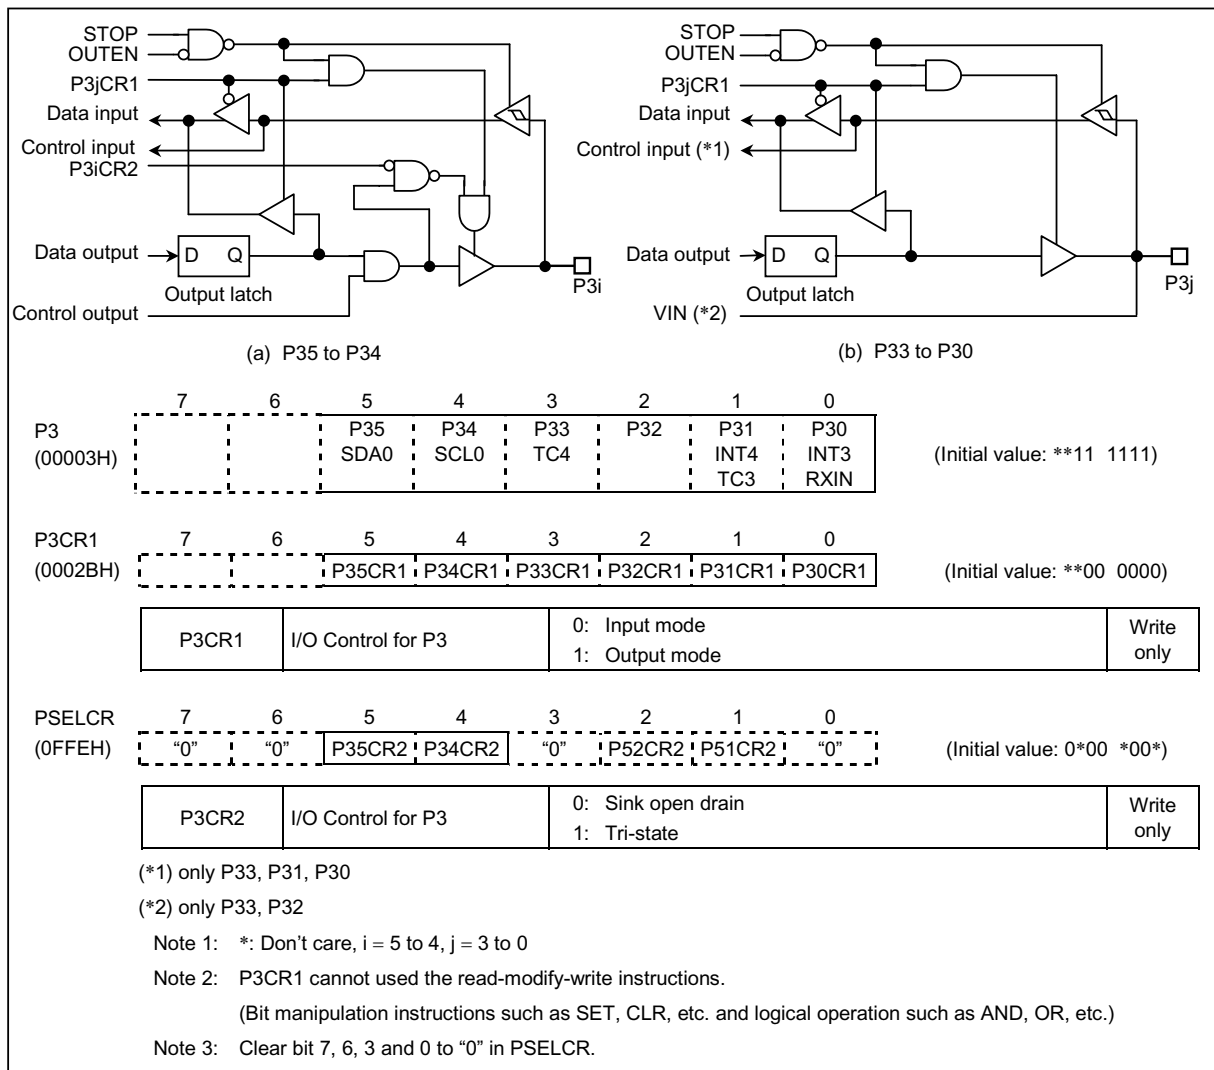 STOP
OUTEN
P3jCR1
Data input
Control input
P3iCR2
Data output
D Q
Output latch
Control output
P3i
(a) P35 to P34
STOP
OUTEN
P3jCR1
Data input
Control input (*1)
Data output
D Q
Output latch
VIN (*2)
P3j
(b) P33 to P30
7 6 5 4 3 2 1 0
P3 P35 P34 P33 P32 P31 P30
(00003H) SDA0 SCL0 TC4 INT4 INT3 (Initial value: **11 1111)
TC3 RXIN
P3CR1 7 6 5 4 3 2 1 0
(0002BH) P35CR1 P34CR1 P33CR1 P32CR1 P31CR1 P30CR1 (Initial value: **00 0000)
P3CR1 I/O Control for P3 0: Input mode Write
1: Output mode only
PSELCR 7 6 5 4 3 2 1 0
(0FFEH) “0” “0” P35CR2 P34CR2 “0” P52CR2 P51CR2 “0” (Initial value: 0*00 *00*)
P3CR2 I/O Control for P3 0: Sink open drain Write
1: Tri-state only
(*1) only P33, P31, P30
(*2) only P33, P32
Note 1: *: Don’t care, i = 5 to 4, j = 3 to 0
Note 2: P3CR1 cannot used the read-modify-write instructions.
(Bit manipulation instructions such as SET, CLR, etc. and logical operation such as AND, OR, etc.)
Note 3: Clear bit 7, 6, 3 and 0 to “0” in PSELCR.